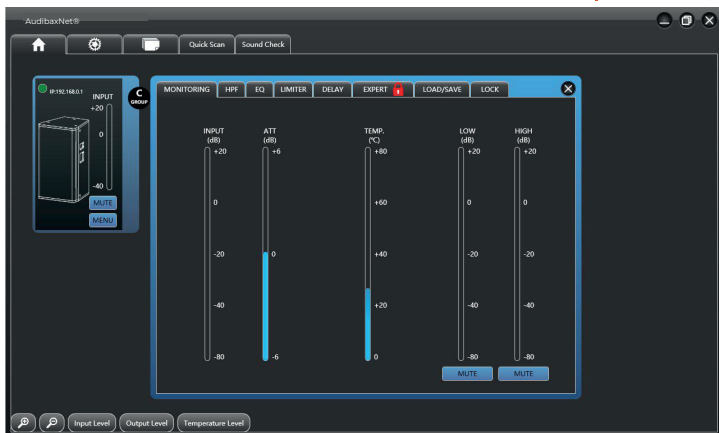 AudibaxNet®
Quick Scan
Sound Check
IP:192.168.0.1
INPUT
+20
0
-40
MUTE
MENU
C
GROUP
MONITORING
HPF
EQ
LIMITER
DELAY
EXPERT
LOAD/SAVE
LOCK
INPUT
(dB)
+20
0
-20
-40
-80
ATT
(dB)
+6
0
-6
TEMP.
(℃)
+80
+60
+40
+20
0
LOW
(dB)
+20
0
-20
-40
-80
MUTE
HIGH
(dB)
+20
0
-20
-40
-80
MUTE
Input Level
Output Level
Temperature Level